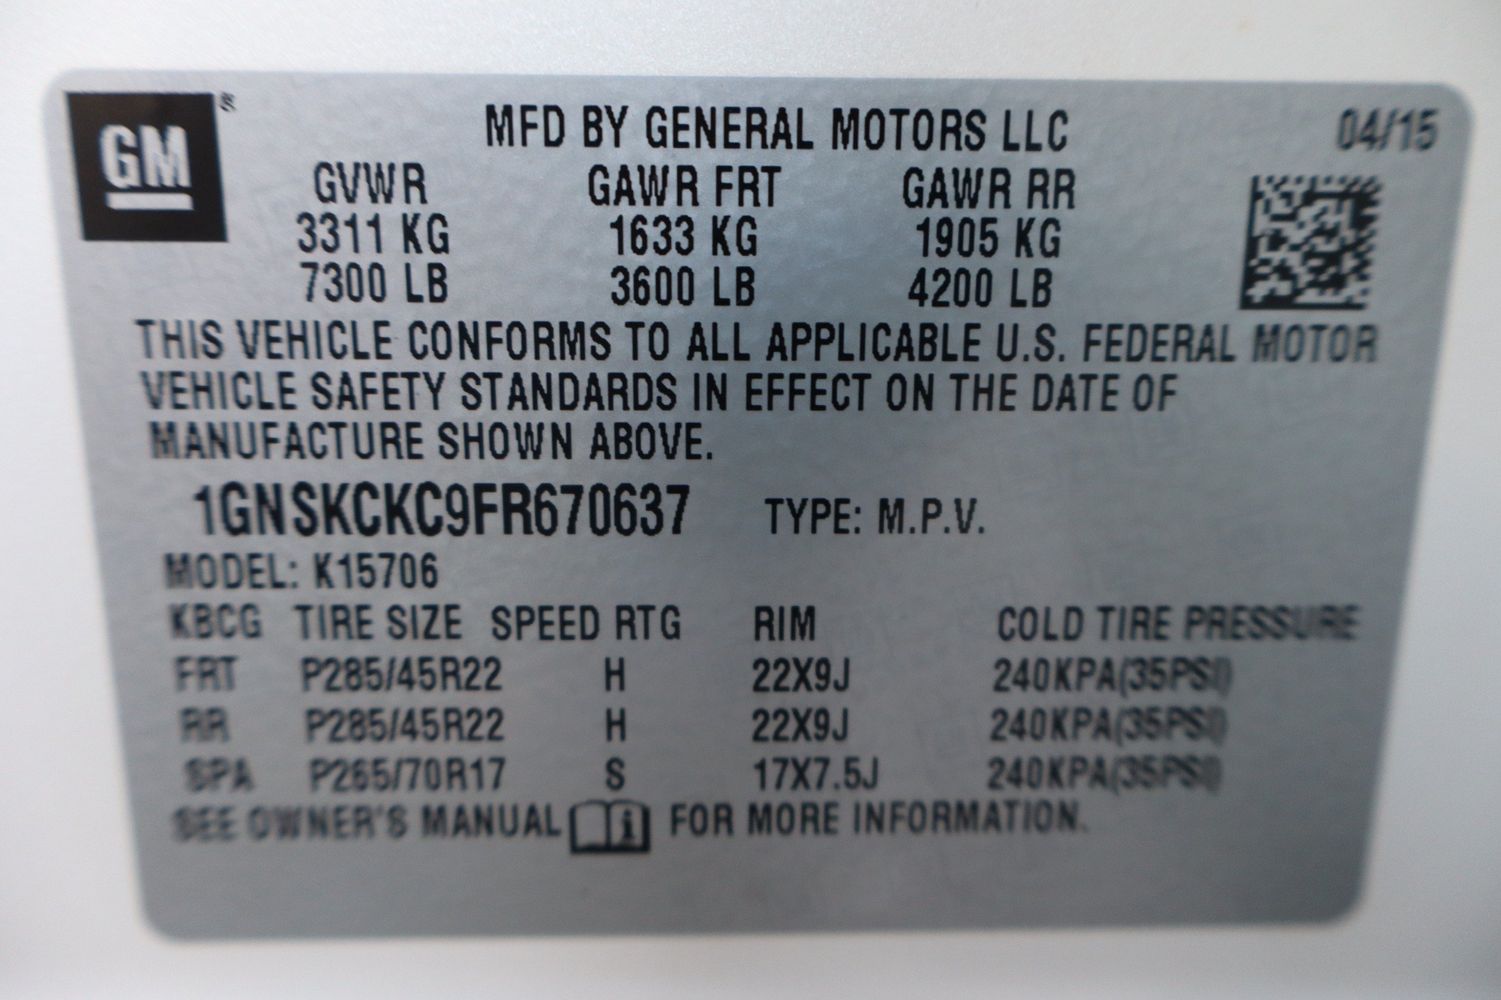 GM®
MFD BY GENERAL MOTORS LLC 04/15
GVWR GAWR FRT GAWR RR
3311 KG 1633 KG 1905 KG
7300 LB 3600 LB 4200 LB
THIS VEHICLE CONFORMS TO ALL APPLICABLE U.S. FEDERAL MOTOR
VEHICLE SAFETY STANDARDS IN EFFECT ON THE DATE OF
MANUFACTURE SHOWN ABOVE.
1GNSKCKC9FR670637 TYPE: M.P.V.
MODEL: K15706
KBCG TIRE SIZE SPEED RTG RIM COLD TIRE PRESSURE
FRT P285/45R22 H 22X9J 240KPA(35PSI)
RR P285/45R22 H 22X9J 240KPA(35PSI)
SPA P265/70R17 S 17X7.5J 240KPA(35PSI)
SEE OWNER'S MANUAL FOR MORE INFORMATION.